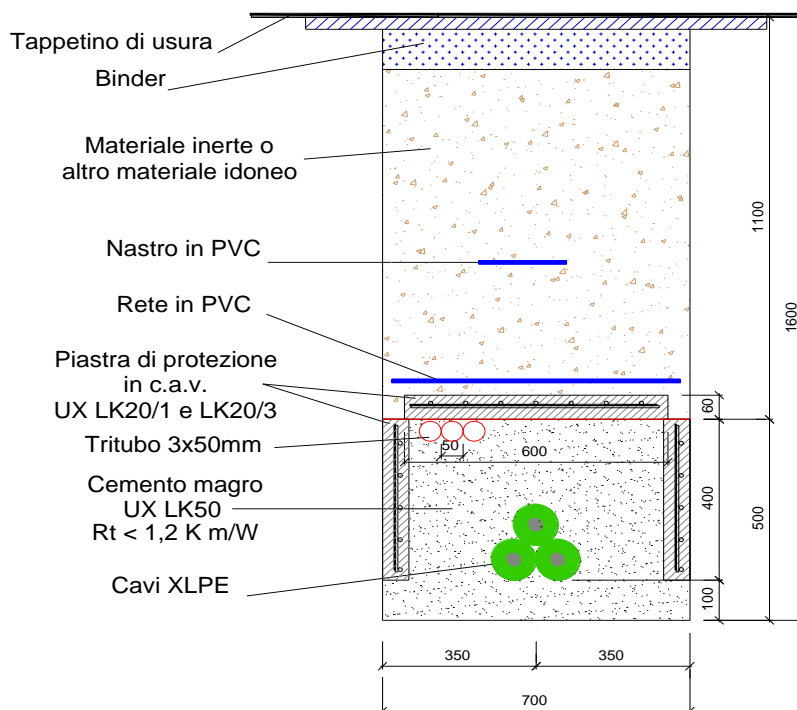 Tappetino di usura
Binder
Materiale inerte o
altro materiale idoneo
Nastro in PVC
Rete in PVC
Piastra di protezione
in c.a.v.
UX LK20/1 e LK20/3
Tritubo 3x50mm
Cemento magro
UX LK50
Rt < 1,2 K m/W
Cavi XLPE
50
600
1100
1600
60
400
500
100
350
350
700